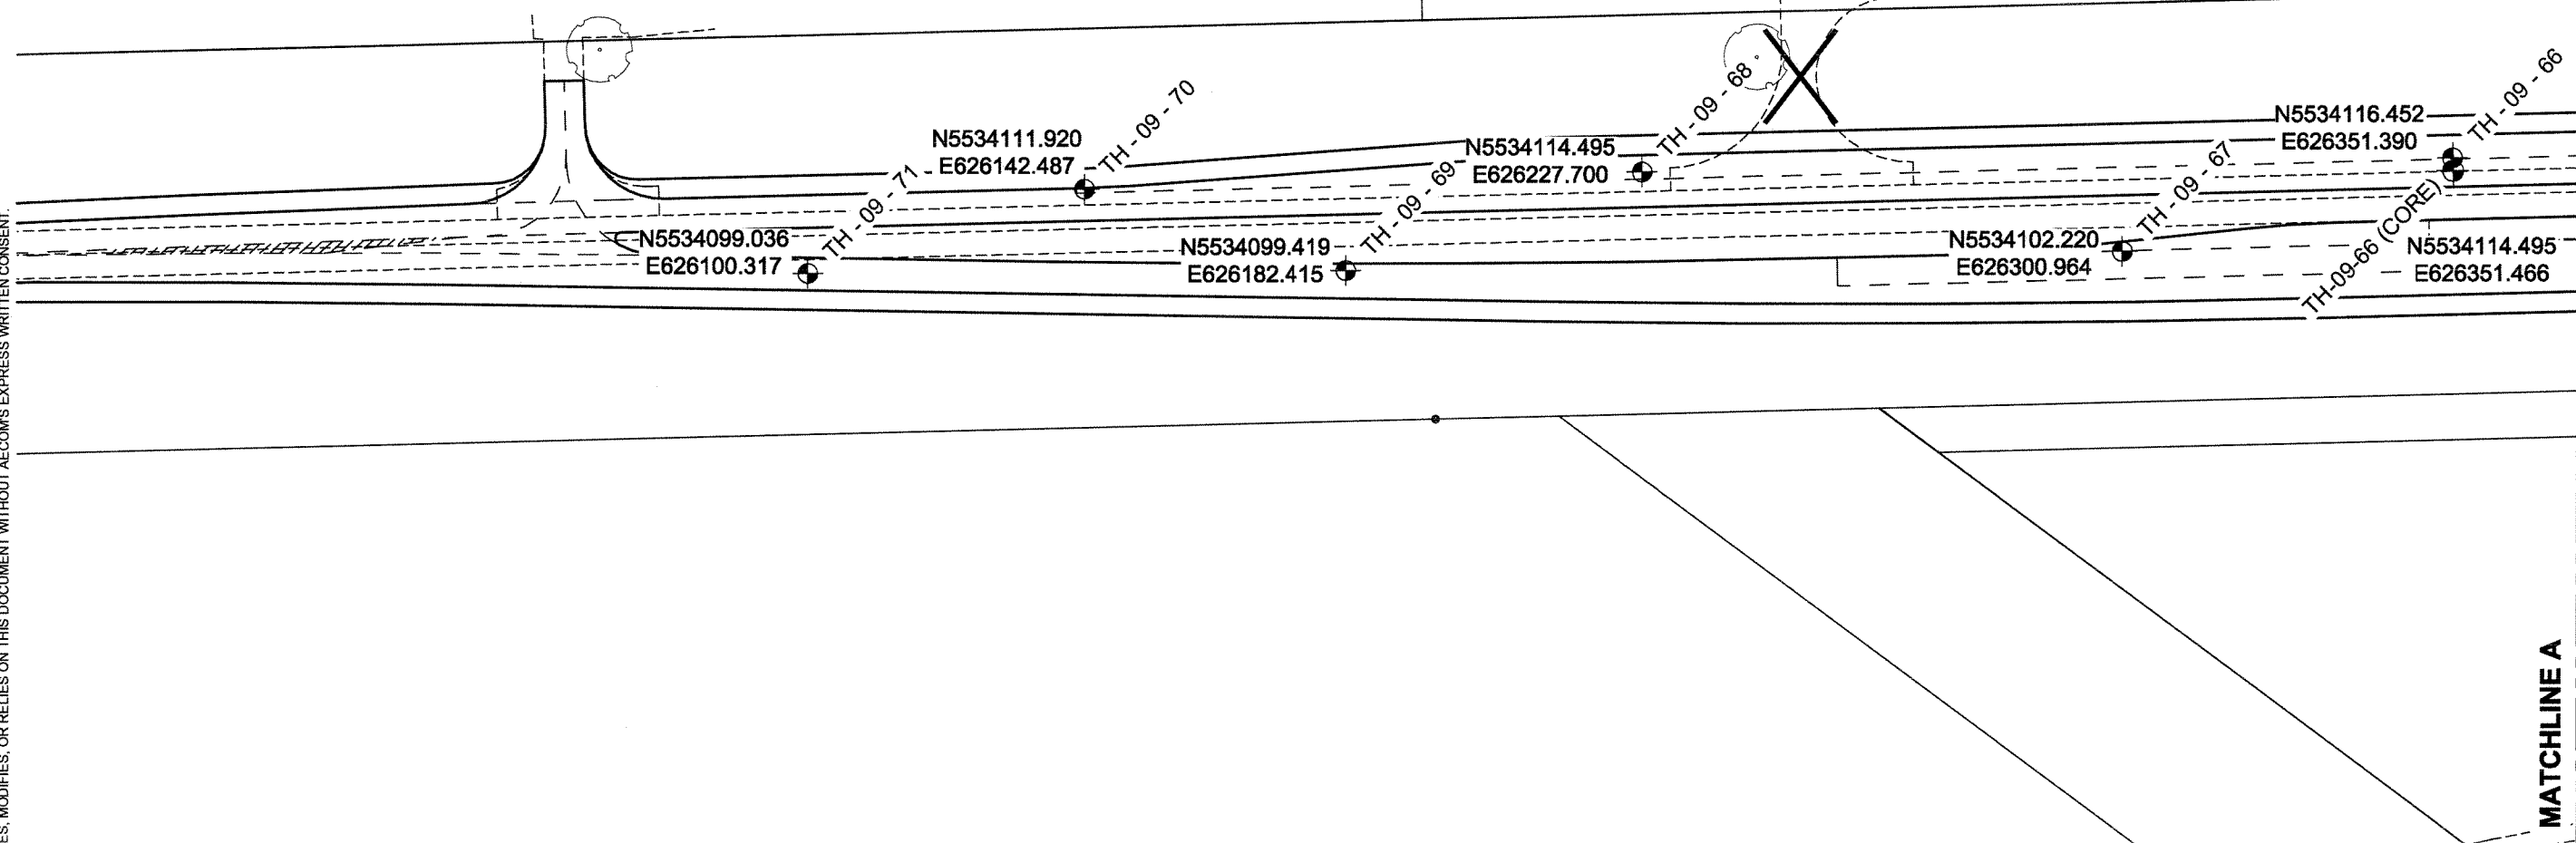 ES, MODIFIES, OR RELIES ON THIS DOCUMENT WITHOUT AECOM'S EXPRESS WRITTEN CONSENT.
N5534099.036
E626100.317
TH - 09 - 71
N5534111.920
E626142.487
TH - 09 - 70
N5534099.419
E626182.415
TH - 09 - 69
N5534114.495
E626227.700
TH - 09 - 68
N5534102.220
E626300.964
TH - 09 - 67
N5534116.452
E626351.390
TH - 09 - 66
TH-09-66 (CORE)
N5534114.495
E626351.466
MATCHLINE A